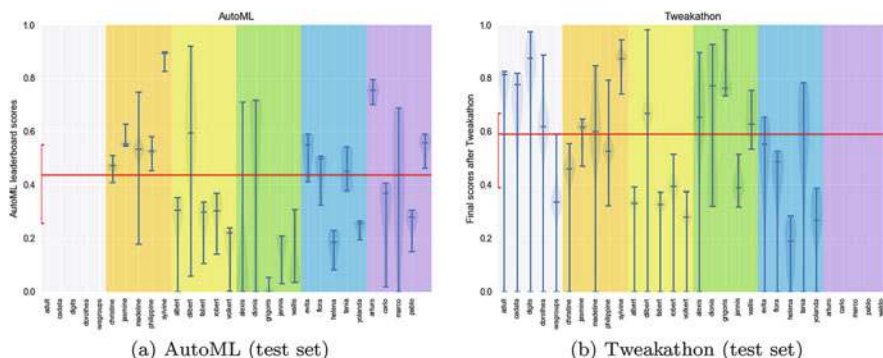 AutoML
Tweakathon
1.0
0.8
0.6
0.4
0.2
0.0
AutoML leaderboard scores
adult
cadata
digits
dorothea
wsgroups
christine
jasmine
madeline
philippine
sylvine
albert
dilbert
fabert
robert
volkert
alexis
dionis
grigoris
jannis
wallis
evita
flora
helena
tania
yolanda
arturo
carlo
marco
pablo
1.0
0.8
0.6
0.4
0.2
0.0
Final scores after Tweakathon
adult
cadata
digits
dorothea
wsgroups
christine
jasmine
madeline
philippine
sylvine
albert
dilbert
fabert
robert
volkert
alexis
dionis
grigoris
jannis
wallis
evita
flora
helena
tania
yolanda
arturo
carlo
marco
pablo
waldo
(a) AutoML (test set)
(b) Tweakathon (test set)